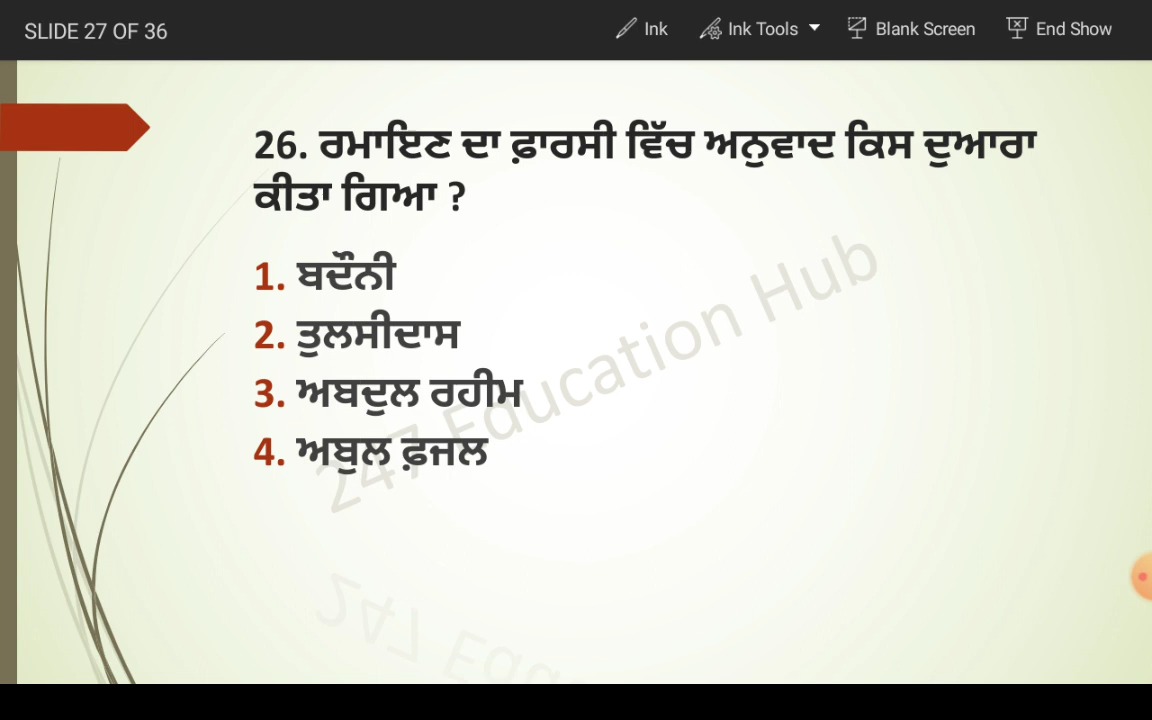 SLIDE 27 OF 36
Ink
Ink Tools
Blank Screen
End Show
26. ਰਮਾਇਣ ਦਾ ਫ਼ਾਰਸੀ ਵਿੱਚ ਅਨੁਵਾਦ ਕਿਸ ਦੁਆਰਾ
ਕੀਤਾ ਗਿਆ ?
1. ਬਦੌਨੀ
2. ਤੁਲਸੀਦਾਸ
3. ਅਬਦੁਲ ਰਹੀਮ
4. ਅਬੁਲ ਫ਼ਜਲ
247 Education Hub